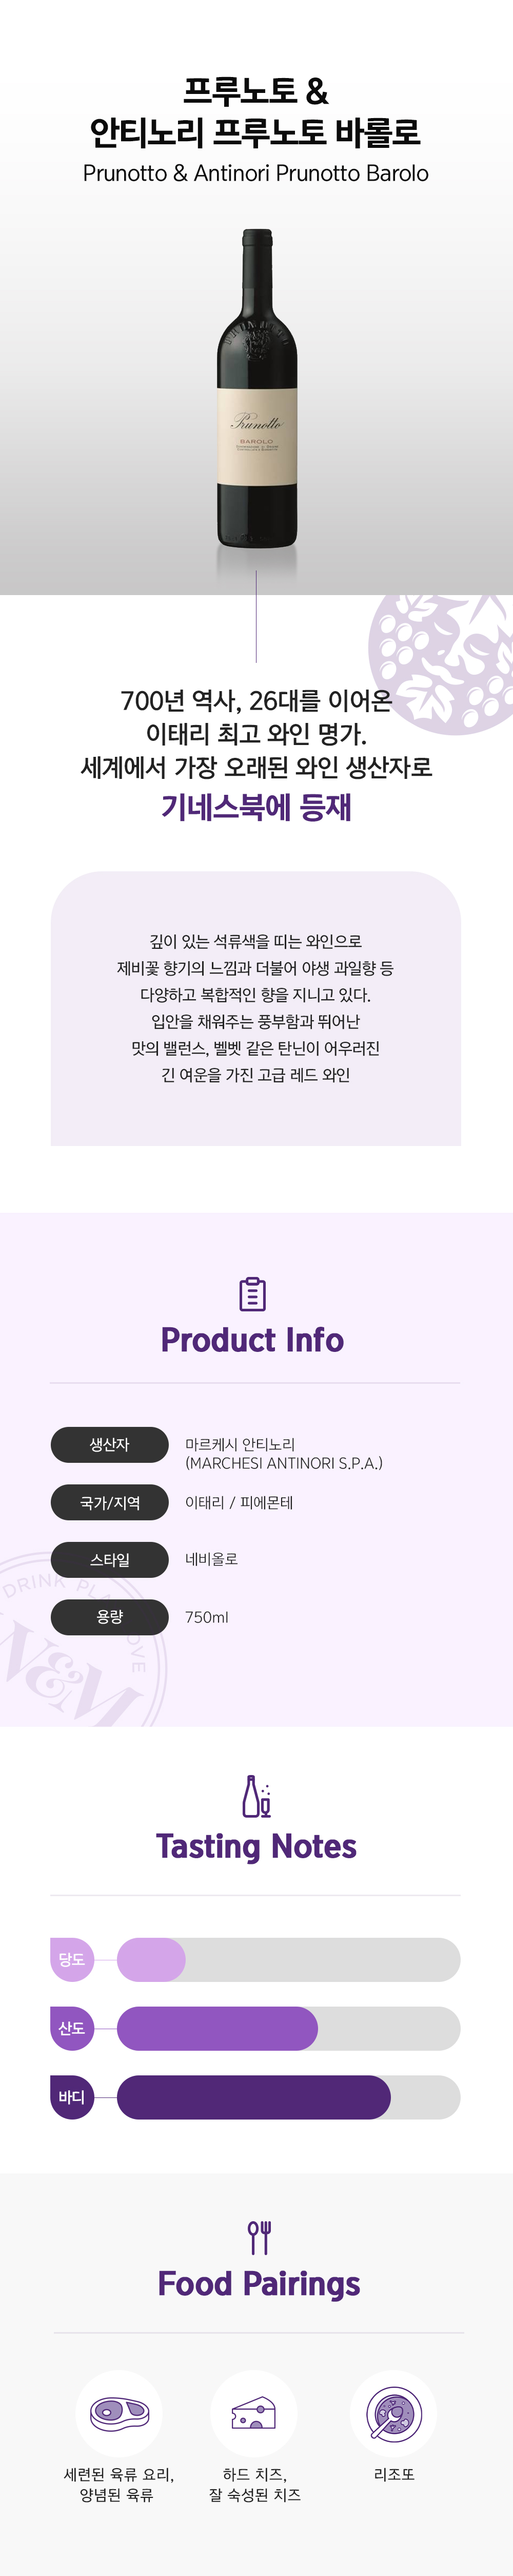 프루노토 &
안티노리 프루노토 바롤로
Prunotto & Antinori Prunotto Barolo
PRUNOTTO
Prunotto
BAROLO
700년 역사, 26대를 이어온
이태리 최고 와인 명가.
세계에서 가장 오래된 와인 생산자로
기네스북에 등재
깊이 있는 석류색을 띠는 와인으로
제비꽃 향기의 느낌과 더불어 야생 과일향 등
다양하고 복합적인 향을 지니고 있다.
입안을 채워주는 풍부함과 뛰어난
맛의 밸런스, 벨벳 같은 탄닌이 어우러진
긴 여운을 가진 고급 레드 와인
Product Info
생산자
마르케시 안티노리
(MARCHESI ANTINORI S.P.A.)
국가/지역
이태리 / 피에몬테
스타일
네비올로
용량
750ml
DRINK
W&M
Tasting Notes
당도
산도
바디
Food Pairings
세련된 육류 요리,
양념된 육류
하드 치즈,
잘 숙성된 치즈
리조또